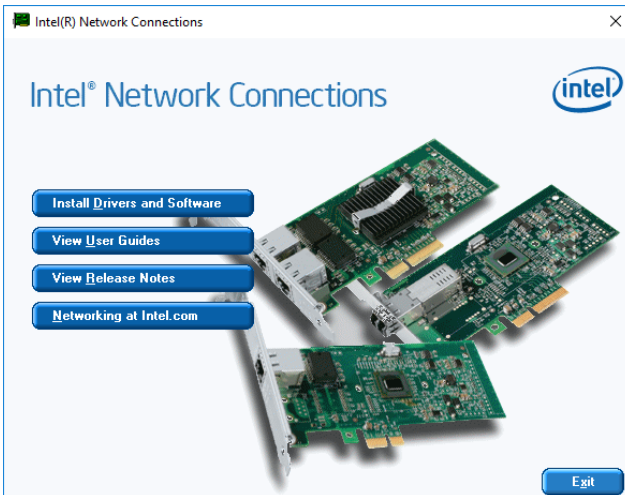 Intel(R) Network Connections
Intel® Network Connections
intel
Install Drivers and Software
View User Guides
View Release Notes
Networking at Intel.com
Exit